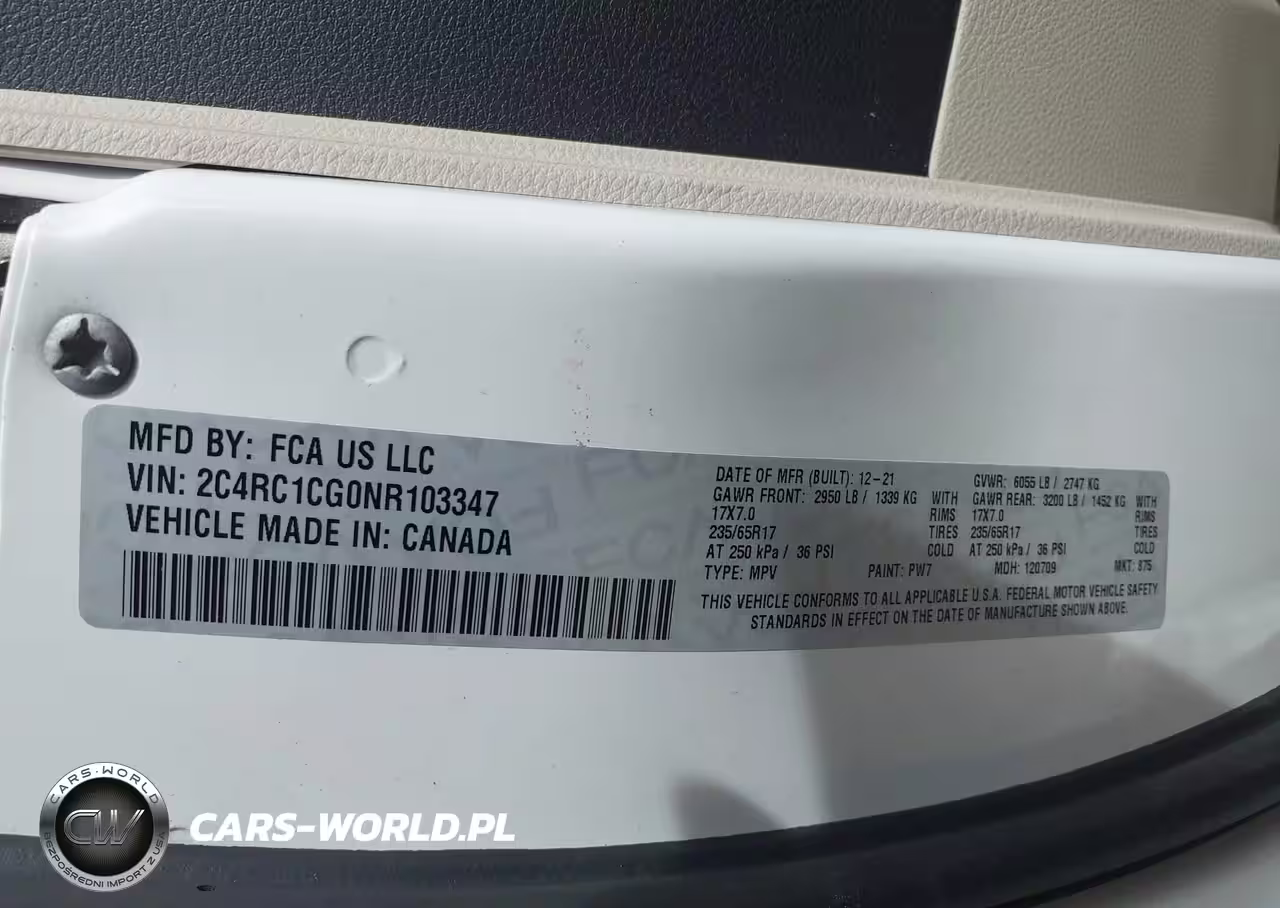 MFD BY: FCA US LLC
VIN: 2C4RC1CG0NR103347
VEHICLE MADE IN: CANADA
DATE OF MFR (BUILT): 12-21 GVWR: 6055 LB / 2747 KG
GAWR FRONT: 2950 LB / 1339 KG WITH GAWR REAR: 3200 LB / 1452 KG WITH
17X7.0 RIMS 17X7.0 RIMS
235/65R17 TIRES 235/65R17 TIRES
AT 250 kPa / 36 PSI COLD AT 250 kPa / 36 PSI COLD
TYPE: MPV PAINT: PW7 MDH: 120709 MKT: 875
THIS VEHICLE CONFORMS TO ALL APPLICABLE U.S.A. FEDERAL MOTOR VEHICLE SAFETY
STANDARDS IN EFFECT ON THE DATE OF MANUFACTURE SHOWN ABOVE.
CARS-WORLD
CW
BEZPOŚREDNI IMPORT Z USA
CARS-WORLD.PL